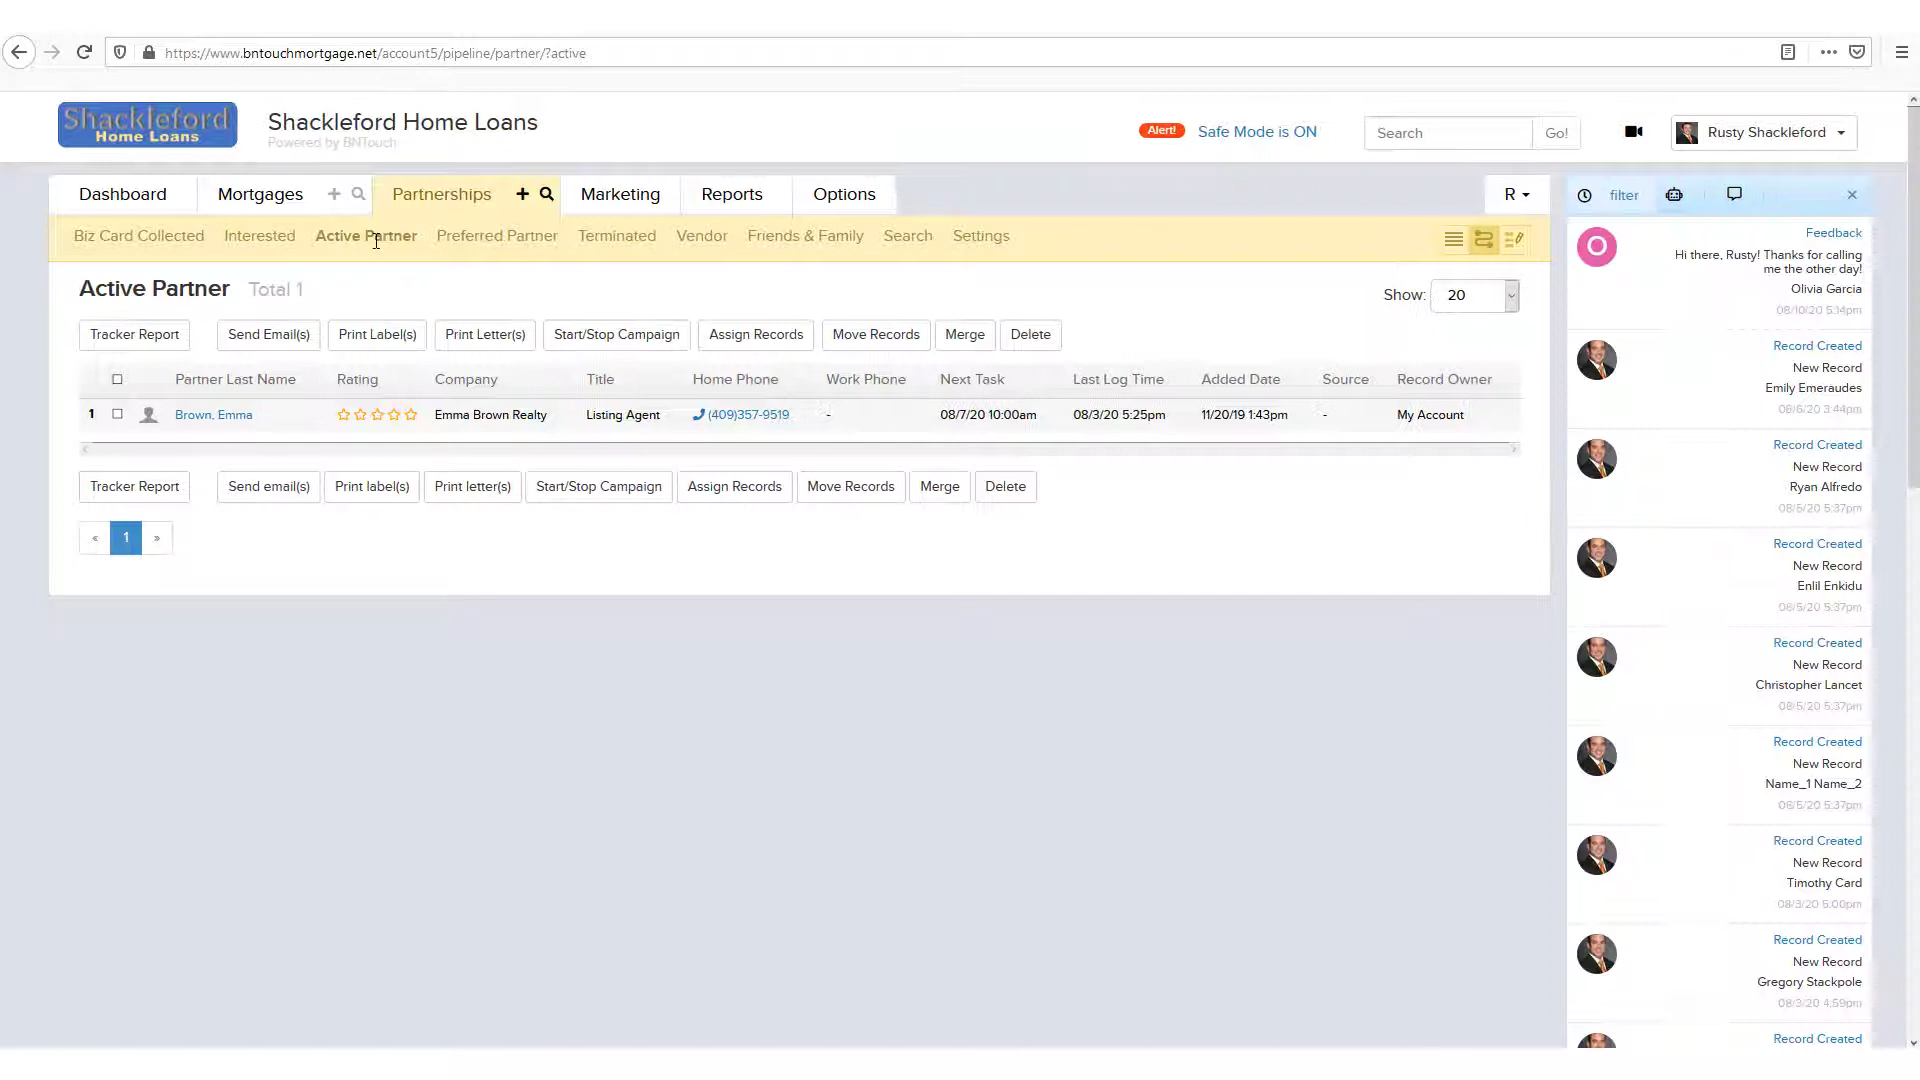 https://www.bntouchmortgage.net/account5/pipeline/partner/?active
Shackleford
Home Loans
Shackleford Home Loans
Powered by BNTouch
Alert!
Safe Mode is ON
Search
Go!
Rusty Shackleford
Dashboard
Mortgages
Partnerships
Marketing
Reports
Options
R
filter
Biz Card Collected
Interested
Active Partner
Preferred Partner
Terminated
Vendor
Friends & Family
Search
Settings
Active Partner Total 1
Show: 20
Tracker Report
Send Email(s)
Print Label(s)
Print Letter(s)
Start/Stop Campaign
Assign Records
Move Records
Merge
Delete
Partner Last Name
Rating
Company
Title
Home Phone
Work Phone
Next Task
Last Log Time
Added Date
Source
Record Owner
1
Brown, Emma
Emma Brown Realty
Listing Agent
(409)357-9519
-
08/7/20 10:00am
08/3/20 5:25pm
11/20/19 1:43pm
-
My Account
Tracker Report
Send email(s)
Print label(s)
Print letter(s)
Start/Stop Campaign
Assign Records
Move Records
Merge
Delete
« 1 »
O
Feedback
Hi there, Rusty! Thanks for calling
me the other day!
Olivia Garcia
08/10/20 5:14pm
Record Created
New Record
Emily Emeraudes
08/6/20 3:44pm
Record Created
New Record
Ryan Alfredo
08/5/20 5:37pm
Record Created
New Record
Enlil Enkidu
08/5/20 5:37pm
Record Created
New Record
Christopher Lancet
08/5/20 5:37pm
Record Created
New Record
Name_1 Name_2
08/5/20 5:37pm
Record Created
New Record
Timothy Card
08/3/20 5:00pm
Record Created
New Record
Gregory Stackpole
08/3/20 4:59pm
Record Created